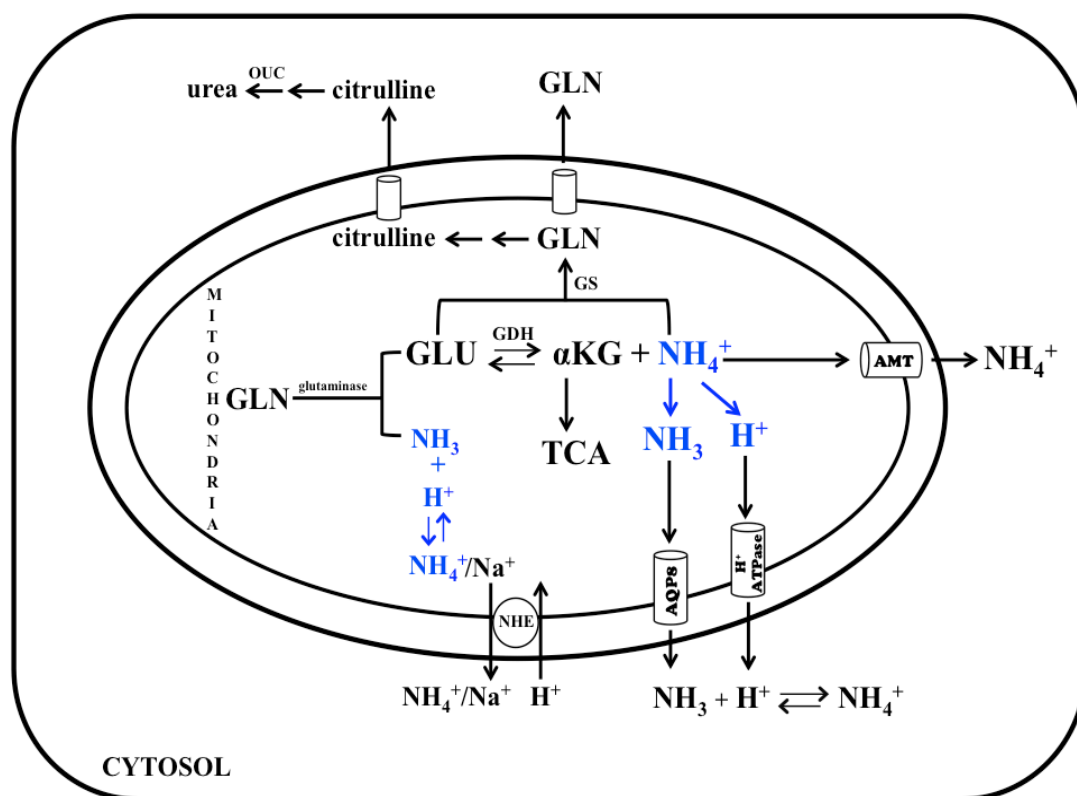 OUC
urea citrulline GLN
citrulline GLN
GS
MITOCHONDRIA
GDH
GLU αKG + NH₄⁺ AMT NH₄⁺
GLN glutaminase
NH₃ TCA NH₃ H⁺
+
H⁺
NH₄⁺/Na⁺ AQP8 H⁺ ATPase
NHE
NH₄⁺/Na⁺ H⁺ NH₃ + H⁺ NH₄⁺
CYTOSOL